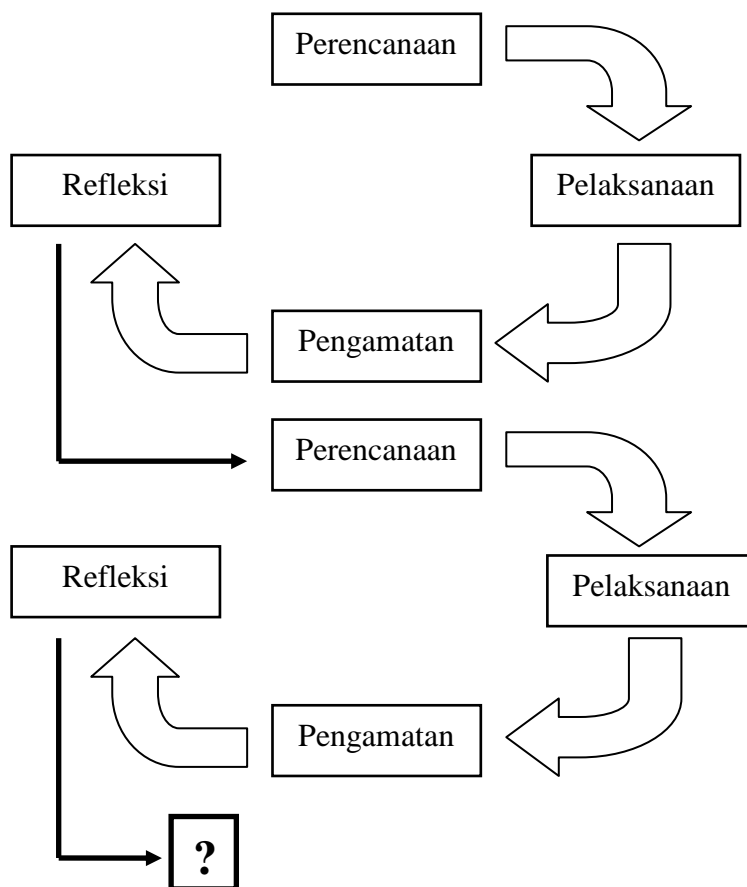 Perencanaan
Refleksi
Pelaksanaan
Pengamatan
Perencanaan
Refleksi
Pelaksanaan
Pengamatan
?